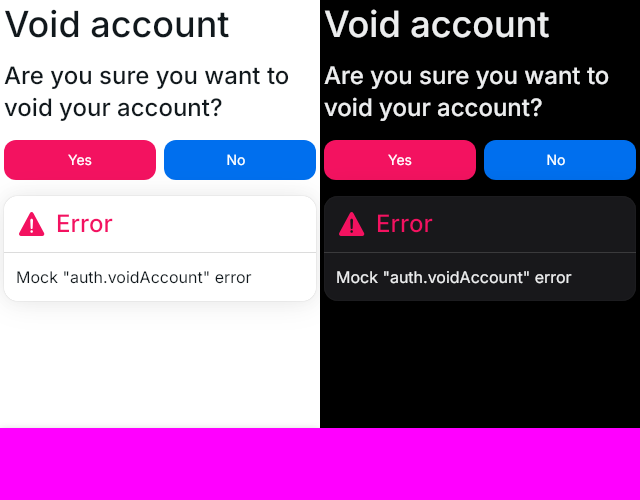 Void account
Are you sure you want to
void your account?
Yes
No
Error
Mock "auth.voidAccount" error
Void account
Are you sure you want to
void your account?
Yes
No
Error
Mock "auth.voidAccount" error